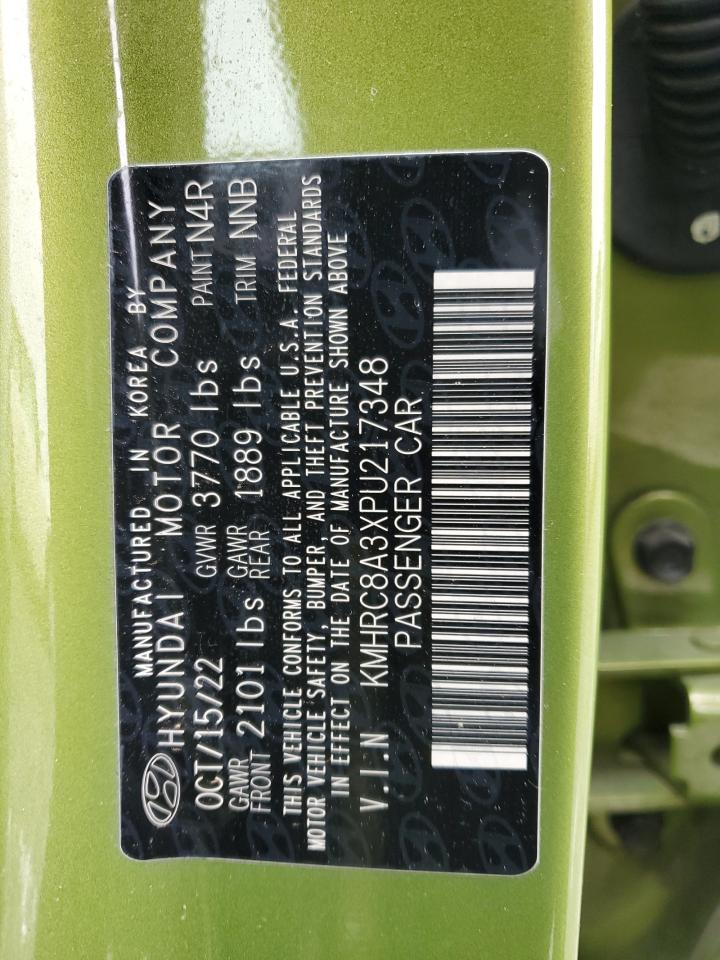 MANUFACTURED IN KOREA BY
HYUNDAI MOTOR COMPANY
OCT/15/22 GVWR 3770 lbs PAINT N4R
GAWR FRONT 2101 lbs GAWR REAR 1889 lbs TRIM NNB
THIS VEHICLE CONFORMS TO ALL APPLICABLE U.S.A. FEDERAL
MOTOR VEHICLE SAFETY, BUMPER, AND THEFT PREVENTION STANDARDS
IN EFFECT ON THE DATE OF MANUFACTURE SHOWN ABOVE
V.I.N KMHRC8A3XPU217348
PASSENGER CAR